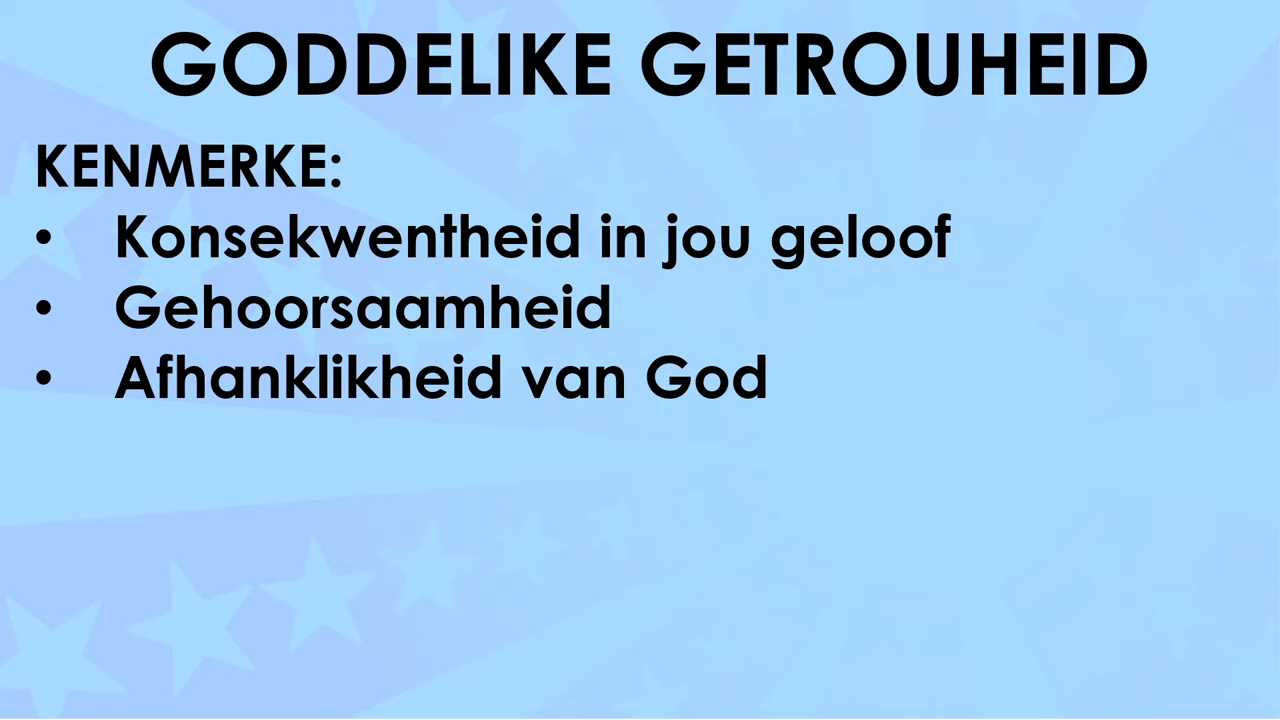 GODDELIKE GETROUHEID
KENMERKE:
• Konsekwentheid in jou geloof
• Gehoorsaamheid
• Afhanklikheid van God